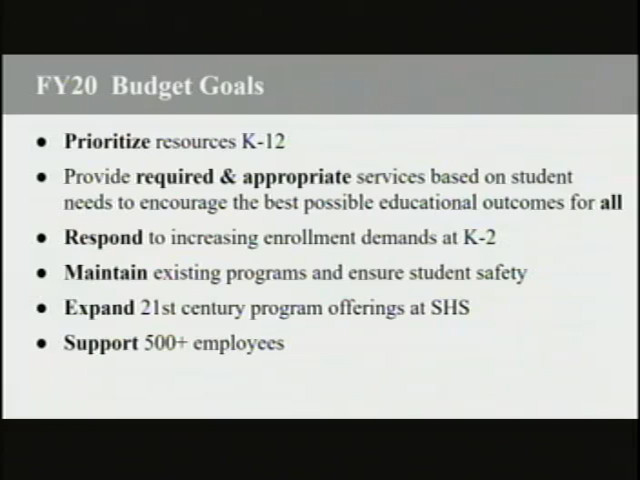 FY20 Budget Goals
● Prioritize resources K-12
● Provide required & appropriate services based on student
needs to encourage the best possible educational outcomes for all
● Respond to increasing enrollment demands at K-2
● Maintain existing programs and ensure student safety
● Expand 21st century program offerings at SHS
● Support 500+ employees